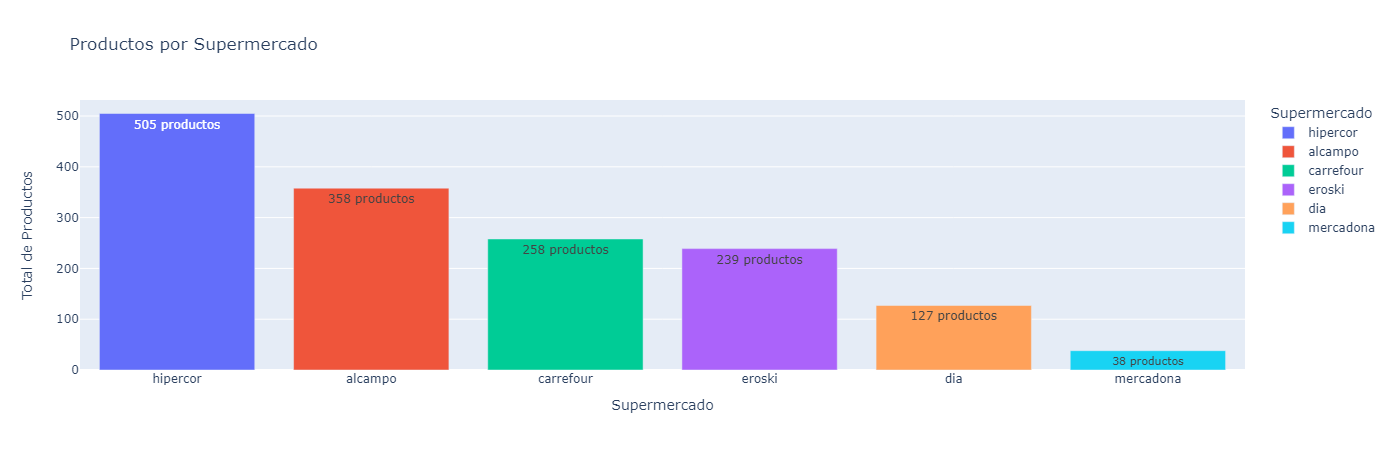 Productos por Supermercado
Total de Productos
500
400
300
200
100
0
505 productos
358 productos
258 productos
239 productos
127 productos
38 productos
hipercor
alcampo
carrefour
eroski
dia
mercadona
Supermercado
Supermercado
hipercor
alcampo
carrefour
eroski
dia
mercadona